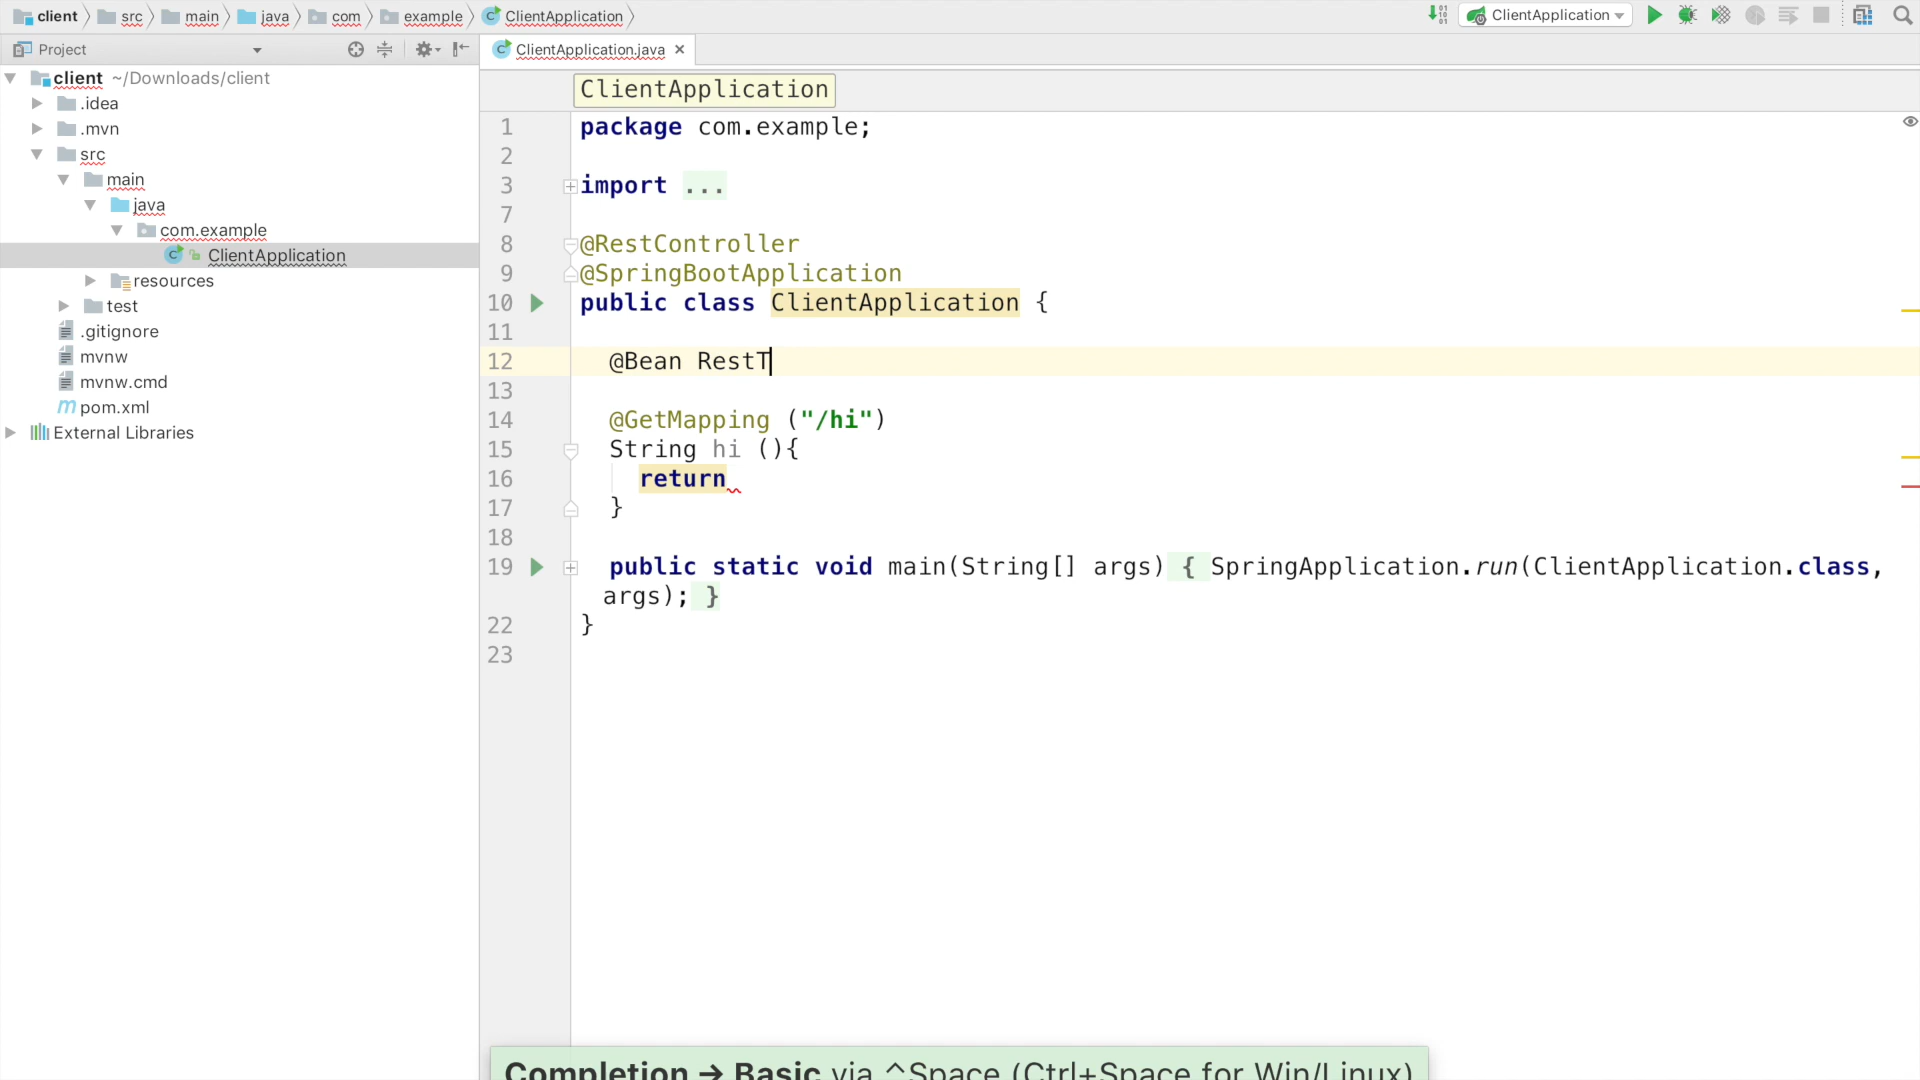 client src main java com example ClientApplication
ClientApplication
Project
ClientApplication.java
client ~/Downloads/client
.idea
.mvn
src
main
java
com.example
ClientApplication
resources
test
.gitignore
mvnw
mvnw.cmd
pom.xml
External Libraries
ClientApplication
1 package com.example;
2
3 import ...
7
8 @RestController
9 @SpringBootApplication
10 public class ClientApplication {
11
12 @Bean RestT
13
14 @GetMapping ("/hi")
15 String hi (){
16 return
17 }
18
19 public static void main(String[] args) { SpringApplication.run(ClientApplication.class,
args); }
22 }
23
Completion → Basic via ^Space (Ctrl+Space for Win/Linux)